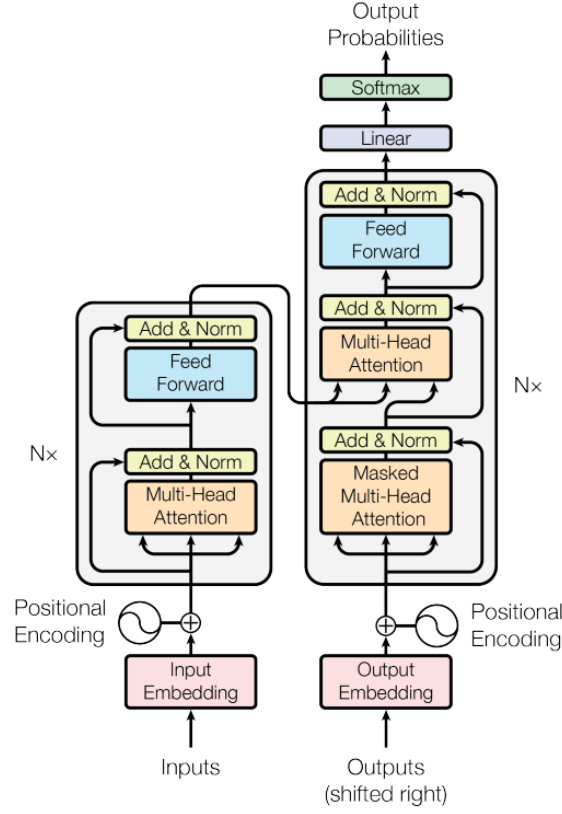 Output
Probabilities
Softmax
Linear
Add & Norm
Feed
Forward
Add & Norm
Multi-Head
Attention
Add & Norm
Masked
Multi-Head
Attention
N×
Add & Norm
Feed
Forward
Add & Norm
Multi-Head
Attention
N×
Positional
Encoding
Positional
Encoding
Input
Embedding
Output
Embedding
Inputs
Outputs
(shifted right)